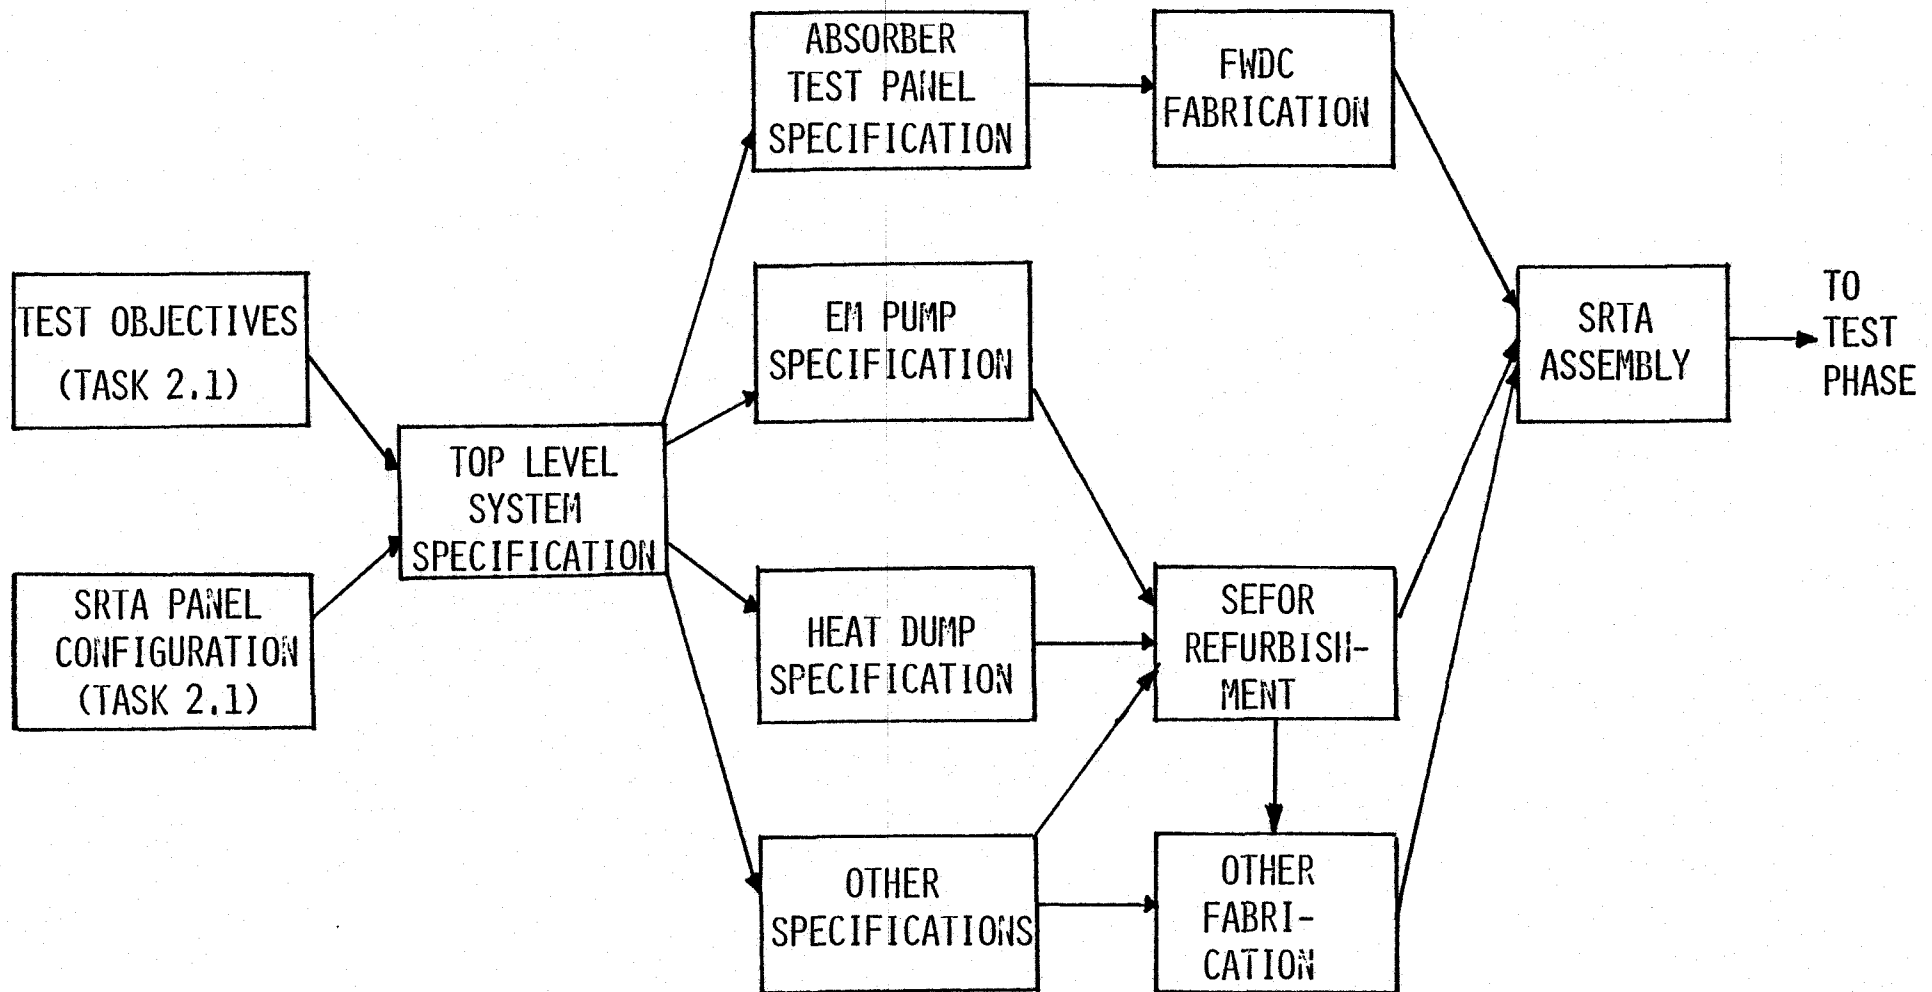 TEST OBJECTIVES
(TASK 2.1)
SRTA PANEL
CONFIGURATION
(TASK 2.1)
TOP LEVEL
SYSTEM
SPECIFICATION
ABSORBER
TEST PANEL
SPECIFICATION
EM PUMP
SPECIFICATION
HEAT DUMP
SPECIFICATION
OTHER
SPECIFICATIONS
FWDC
FABRICATION
SEFOR
REFURBISH-
MENT
OTHER
FABRI-
CATION
SRTA
ASSEMBLY
TO
TEST
PHASE